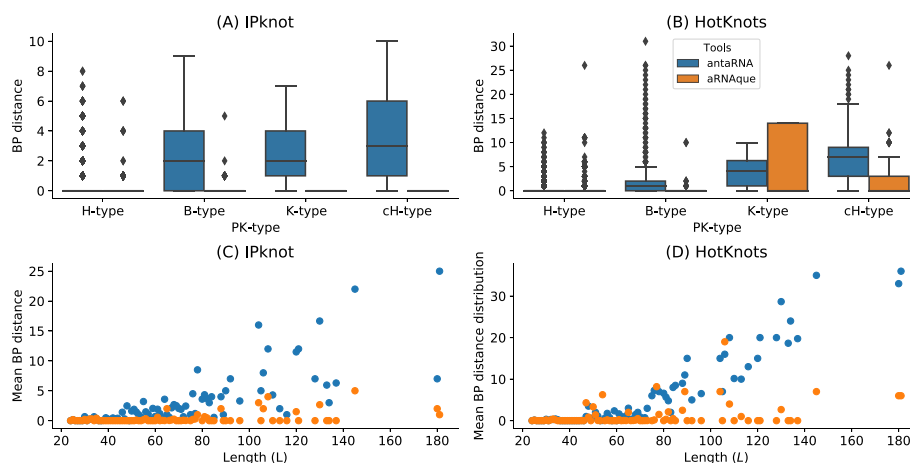 (A) IPknot
BP distance
10
8
6
4
2
0
H-type B-type K-type cH-type
PK-type
(B) HotKnots
BP distance
30
25
20
15
10
5
0
Tools
antaRNA
aRNAque
H-type B-type K-type cH-type
PK-type
(C) IPknot
Mean BP distance
25
20
15
10
5
0
20 40 60 80 100 120 140 160 180
Length (L)
(D) HotKnots
Mean BP distance distribution
30
20
10
0
20 40 60 80 100 120 140 160 180
Length (L)